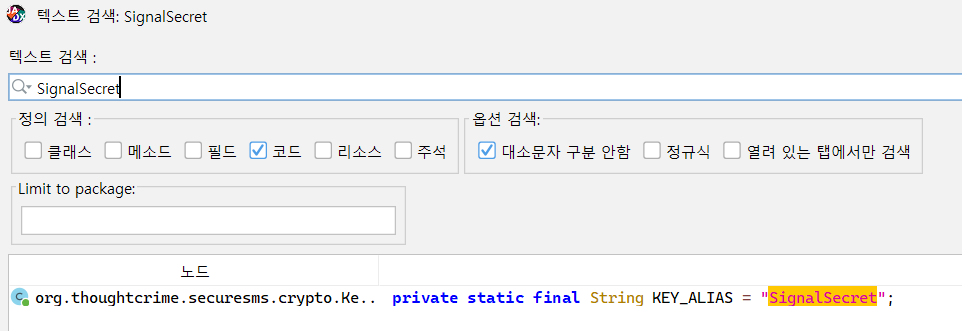 텍스트 검색: SignalSecret
텍스트 검색 :
SignalSecret
정의 검색 : 옵션 검색:
클래스 메소드 필드 코드 리소스 주석 대소문자 구분 안함 정규식 열려 있는 탭에서만 검색
Limit to package:
노드
org.thoughtcrime.securesms.crypto.Ke.. private static final String KEY_ALIAS = "SignalSecret";